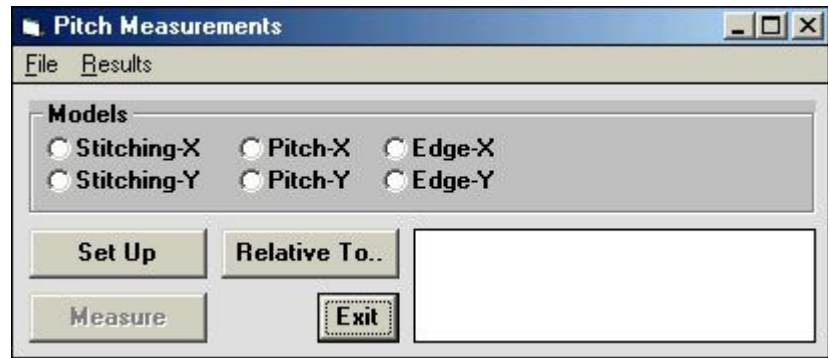 Pitch Measurements
File Results
Models
Stitching-X Pitch-X Edge-X
Stitching-Y Pitch-Y Edge-Y
Set Up Relative To..
Measure Exit